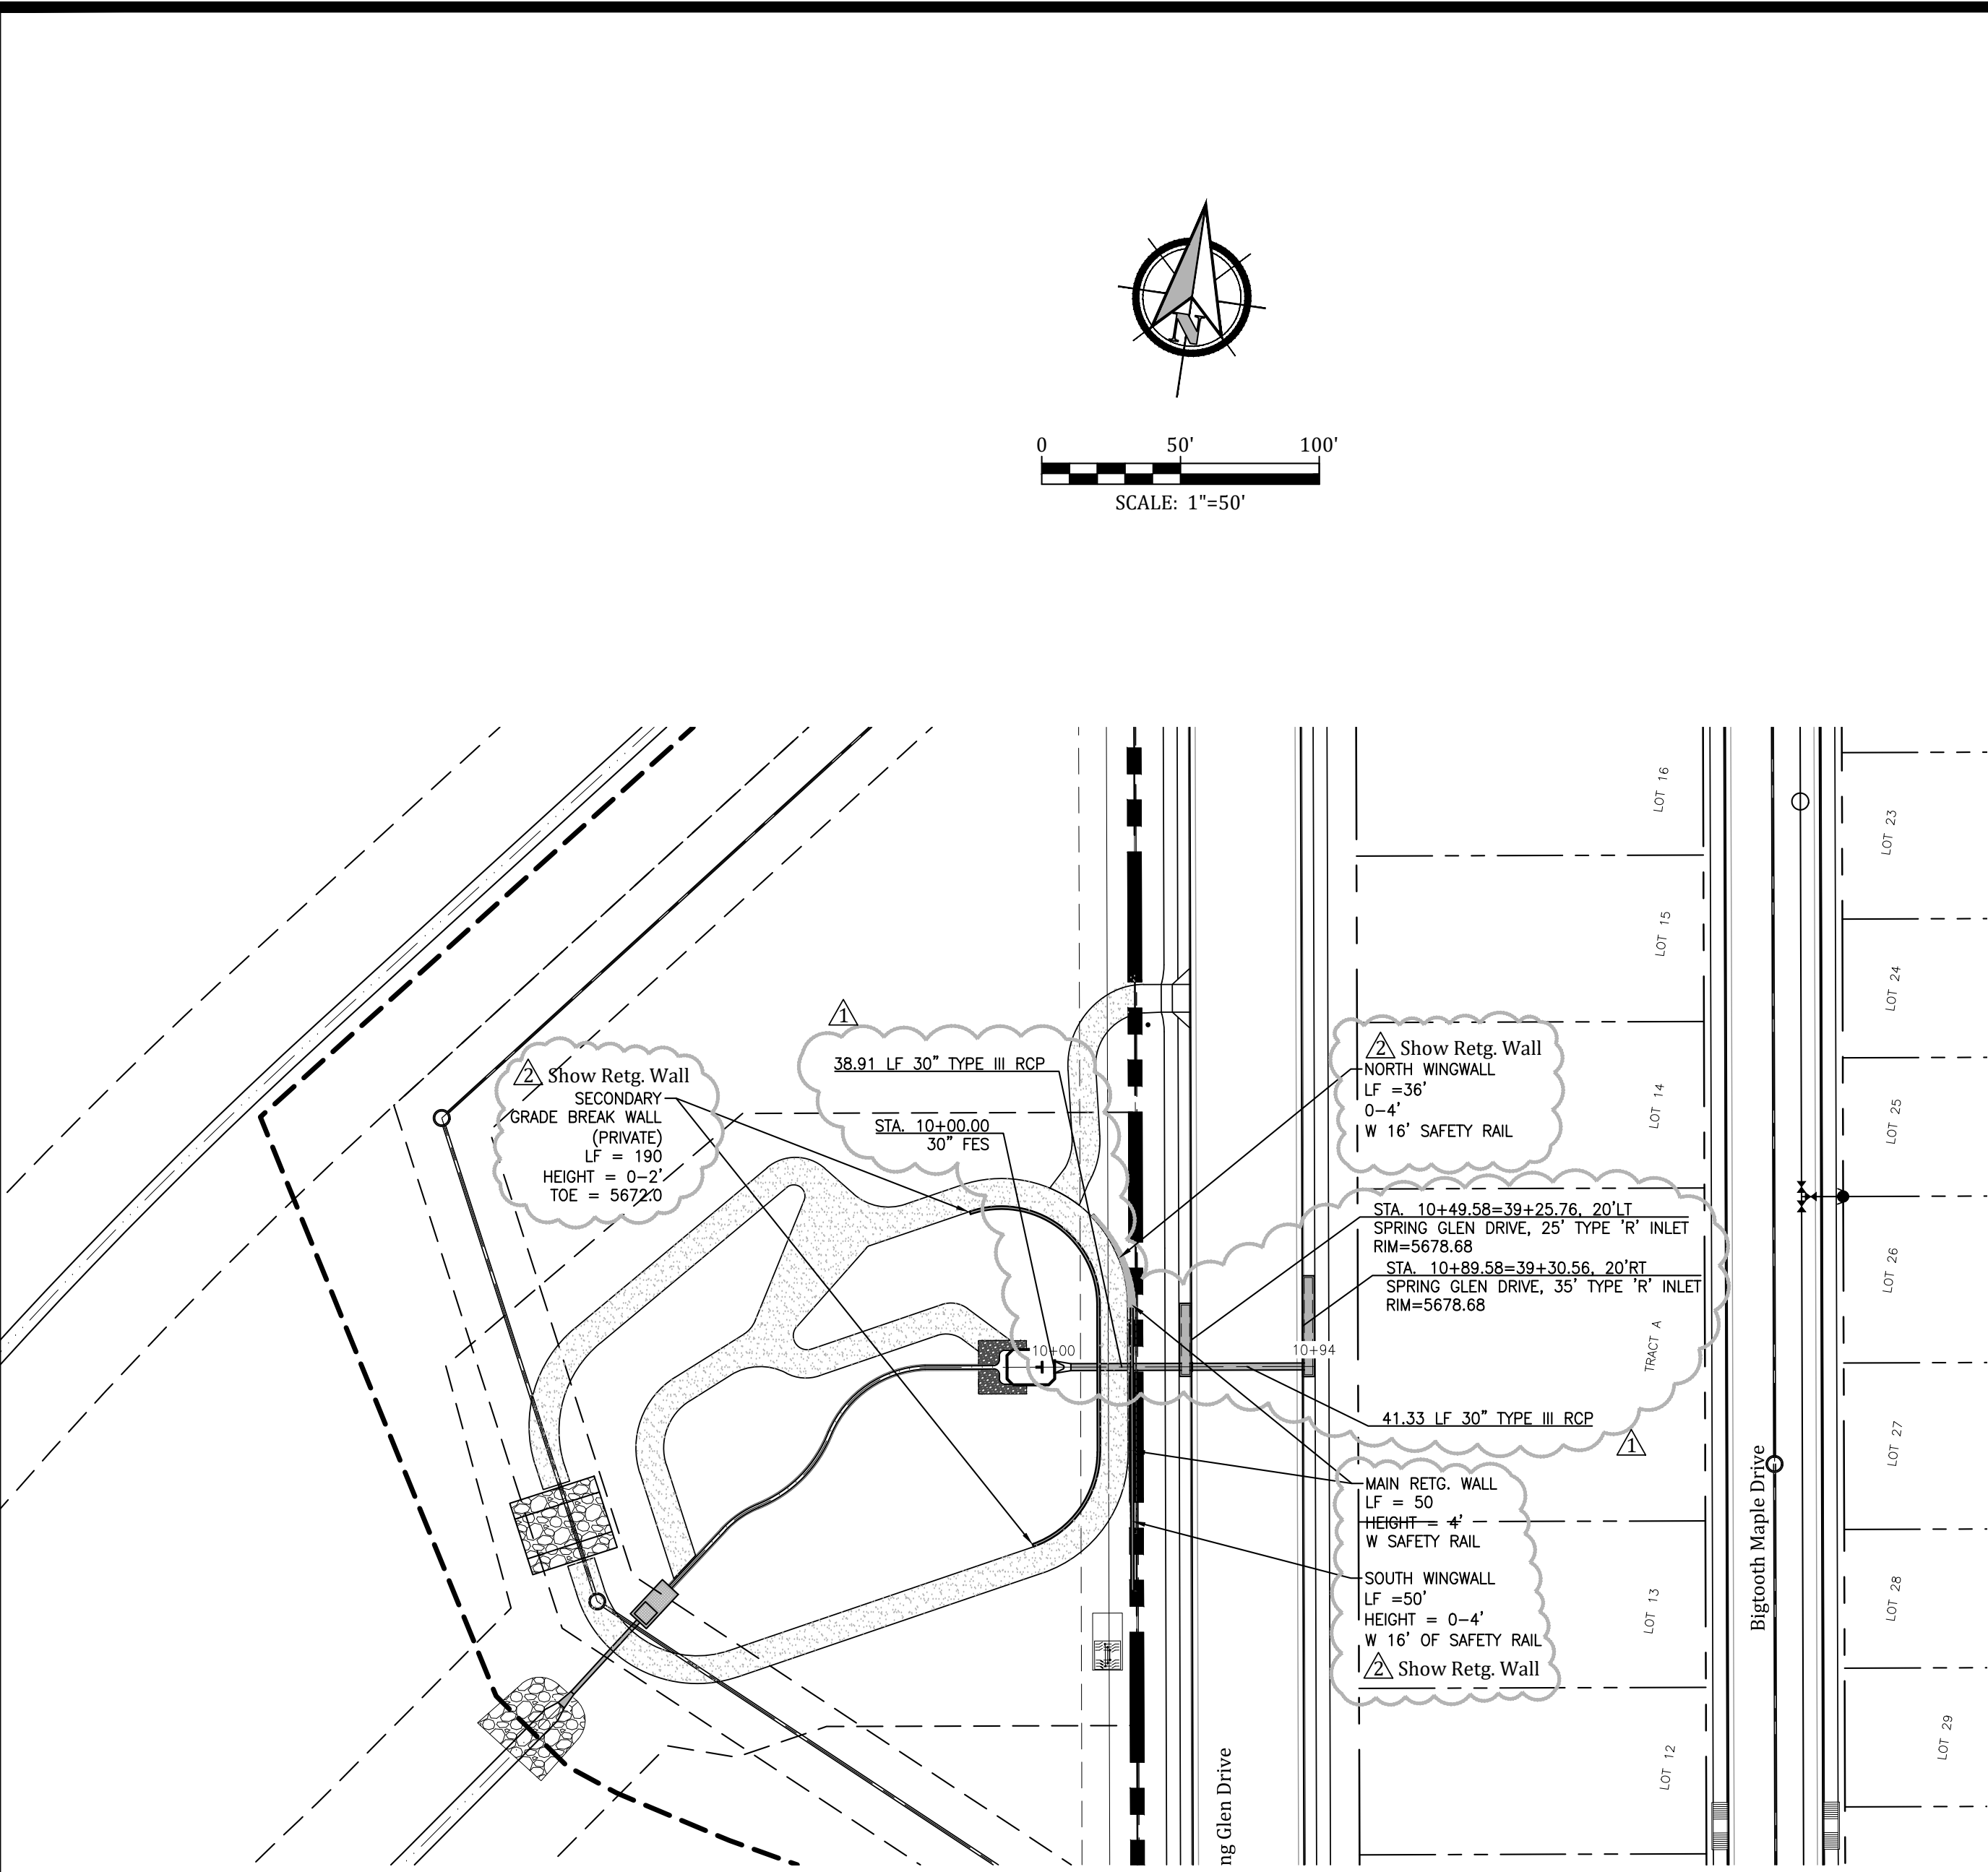 N
0 50' 100'
SCALE: 1"=50'
LOT 16
LOT 23
LOT 15
LOT 24
1
38.91 LF 30" TYPE III RCP
STA. 10+00.00
30" FES
2 Show Retg. Wall
SECONDARY
GRADE BREAK WALL
(PRIVATE)
LF = 190
HEIGHT = 0-2'
TOE = 5672.0
2 Show Retg. Wall
NORTH WINGWALL
LF =36'
0-4'
W 16' SAFETY RAIL
LOT 14
LOT 25
STA. 10+49.58=39+25.76, 20'LT
SPRING GLEN DRIVE, 25' TYPE 'R' INLET
RIM=5678.68
STA. 10+89.58=39+30.56, 20'RT
SPRING GLEN DRIVE, 35' TYPE 'R' INLET
RIM=5678.68
LOT 26
TRACT A
10+00
10+94
41.33 LF 30" TYPE III RCP
1
LOT 27
MAIN RETG. WALL
LF = 50
HEIGHT = 4'
W SAFETY RAIL
SOUTH WINGWALL
LF =50'
HEIGHT = 0-4'
W 16' OF SAFETY RAIL
2 Show Retg. Wall
Bigtooth Maple Drive
LOT 13
LOT 28
LOT 12
LOT 29
ng Glen Drive